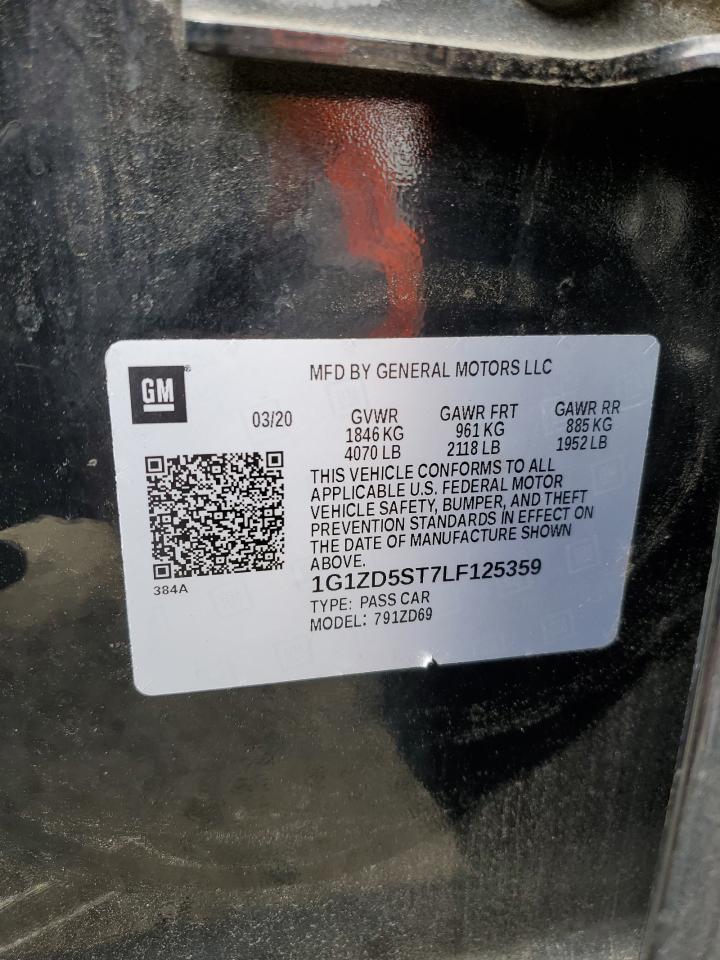 GM
MFD BY GENERAL MOTORS LLC
03/20
GVWR
1846 KG
4070 LB
GAWR FRT
961 KG
2118 LB
GAWR RR
885 KG
1952 LB
THIS VEHICLE CONFORMS TO ALL
APPLICABLE U.S. FEDERAL MOTOR
VEHICLE SAFETY, BUMPER, AND THEFT
PREVENTION STANDARDS IN EFFECT ON
THE DATE OF MANUFACTURE SHOWN
ABOVE.
384A
1G1ZD5ST7LF125359
TYPE: PASS CAR
MODEL: 791ZD69